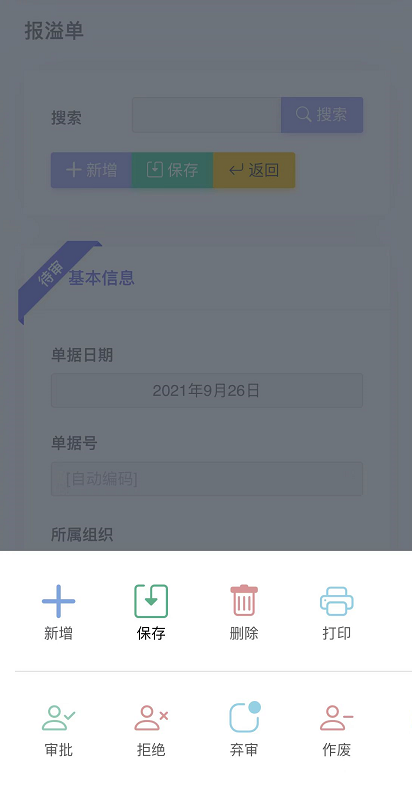 报溢单
搜索
搜索
新增 保存 返回
待审
基本信息
单据日期
2021年9月26日
单据号
[自动编码]
所属组织
新增 保存 删除 打印
审批 拒绝 弃审 作废